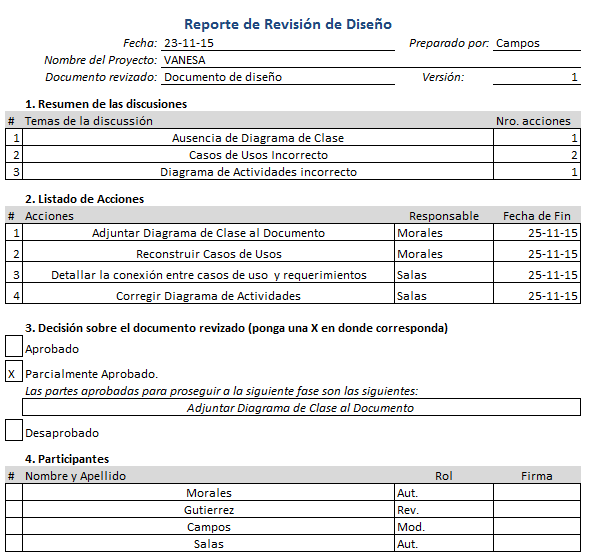 Reporte de Revisión de Diseño
Fecha: 23-11-15 Preparado por: Campos
Nombre del Proyecto: VANESA
Documento revisado: Documento de diseño Versión: 1
1. Resumen de las discusiones
# Temas de la discussión Nro. acciones
1 Ausencia de Diagrama de Clase 1
2 Casos de Usos Incorrecto 2
3 Diagrama de Actividades incorrecto 1
2. Listado de Acciones
# Acciones Responsable Fecha de Fin
1 Adjuntar Diagrama de Clase al Documento Morales 25-11-15
2 Reconstruir Casos de Usos Morales 25-11-15
3 Detallar la conexión entre casos de uso y requerimientos Salas 25-11-15
4 Corregir Diagrama de Actividades Salas 25-11-15
3. Decisión sobre el documento revisado (ponga una X en donde corresponda)
Aprobado
X Parcialmente Aprobado.
Las partes aprobadas para proseguir a la siguiente fase son las siguientes:
Adjuntar Diagrama de Clase al Documento
Desaprobado
4. Participantes
# Nombre y Apellido Rol Firma
Morales Aut.
Gutierrez Rev.
Campos Mod.
Salas Aut.